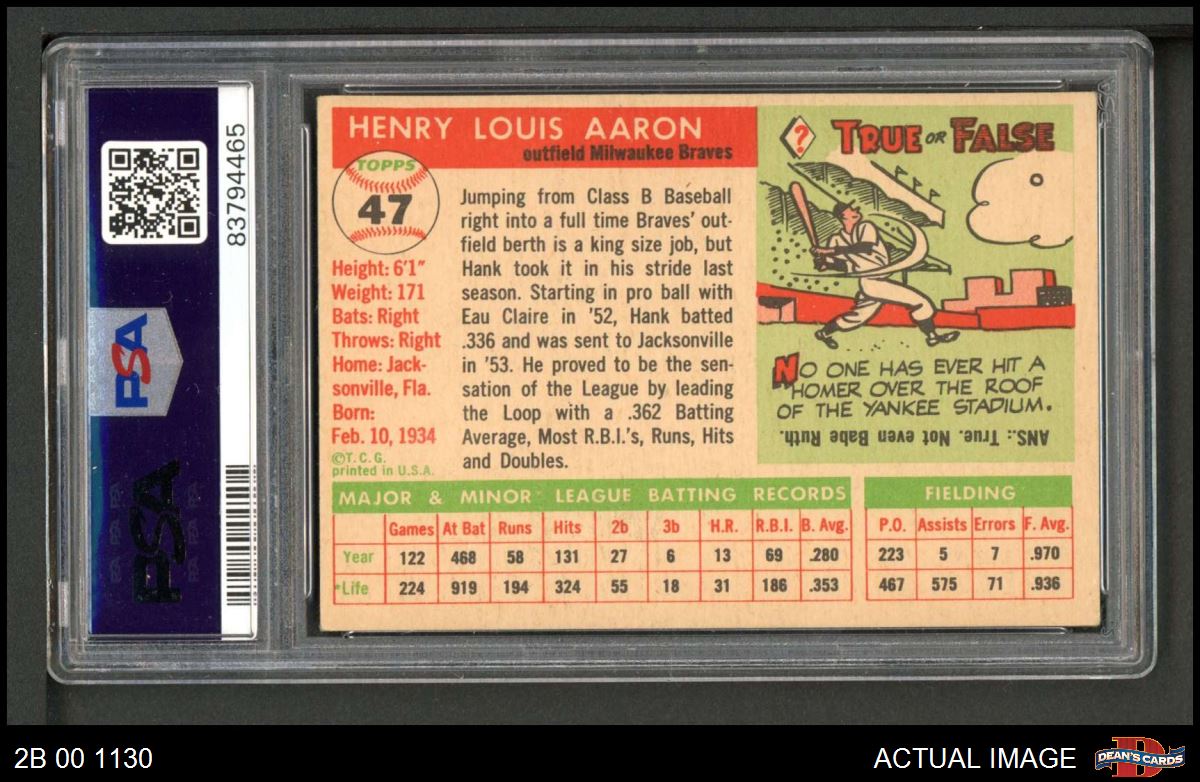 83794465
PSA
PSA
HENRY LOUIS AARON
outfield Milwaukee Braves
TOPPS
47
Height: 6'1"
Weight: 171
Bats: Right
Throws: Right
Home: Jack-
sonville, Fla.
Born:
Feb. 10, 1934
©T. C. G.
printed in U.S.A.
Jumping from Class B Baseball
right into a full time Braves' out-
field berth is a king size job, but
Hank took it in his stride last
season. Starting in pro ball with
Eau Claire in '52, Hank batted
.336 and was sent to Jacksonville
in '53. He proved to be the sen-
sation of the League by leading
the Loop with a .362 Batting
Average, Most R.B.I.'s, Runs, Hits
and Doubles.
? TRUE OR FALSE
NO ONE HAS EVER HIT A
HOMER OVER THE ROOF
OF THE YANKEE STADIUM.
ANS.: True. Not even Babe Ruth.
MAJOR & MINOR LEAGUE BATTING RECORDS
Games At Bat Runs Hits 2b 3b H.R. R.B.I. B. Avg.
Year 122 468 58 131 27 6 13 69 .280
*Life 224 919 194 324 55 18 31 186 .353
FIELDING
P.O. Assists Errors F. Avg.
223 5 7 .970
467 575 71 .936
2B 00 1130
ACTUAL IMAGE
DEAN'S CARDS